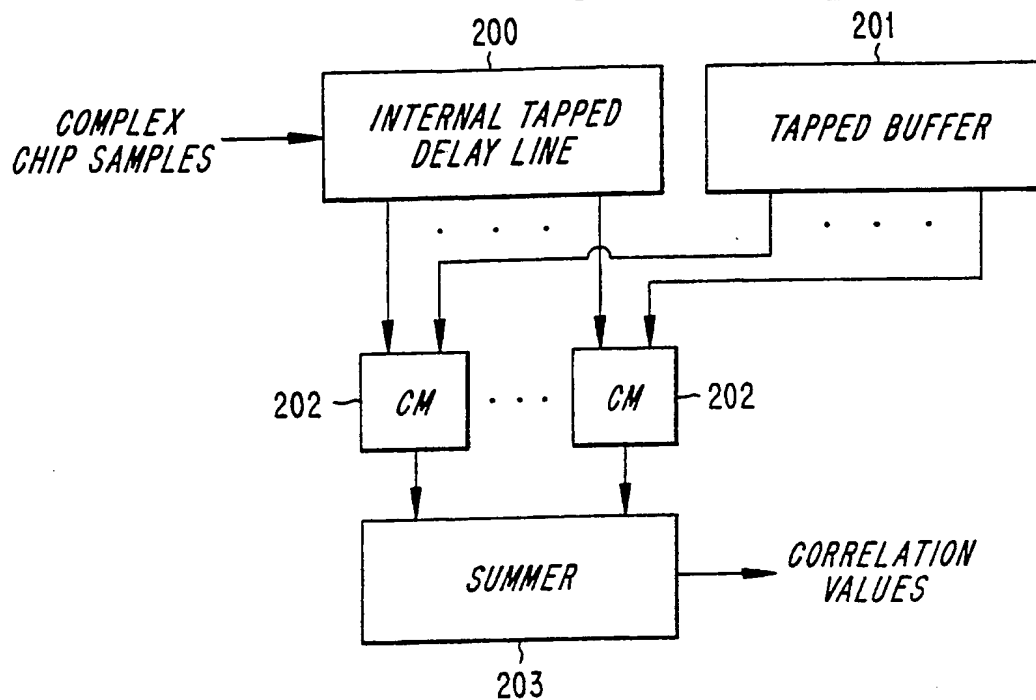 200
201
COMPLEX
CHIP SAMPLES
INTERNAL TAPPED
DELAY LINE
TAPPED BUFFER
202
CM
CM
202
SUMMER
CORRELATION
VALUES
203